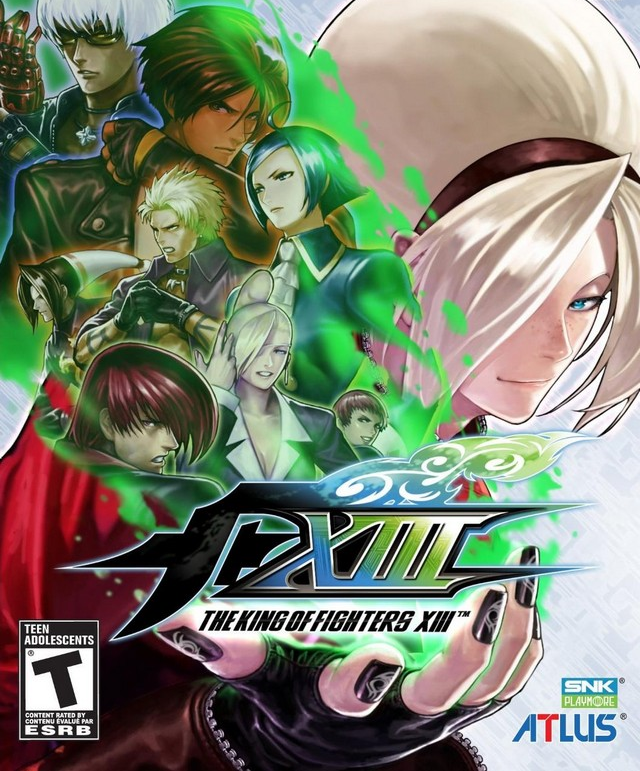 XIII
THE KING OF FIGHTERS XIII™
TEEN
ADOLESCENTS
T®
CONTENT RATED BY
CONTENU ÉVALUÉ PAR
ESRB
SNK®
PLAYMORE
ATLUS®